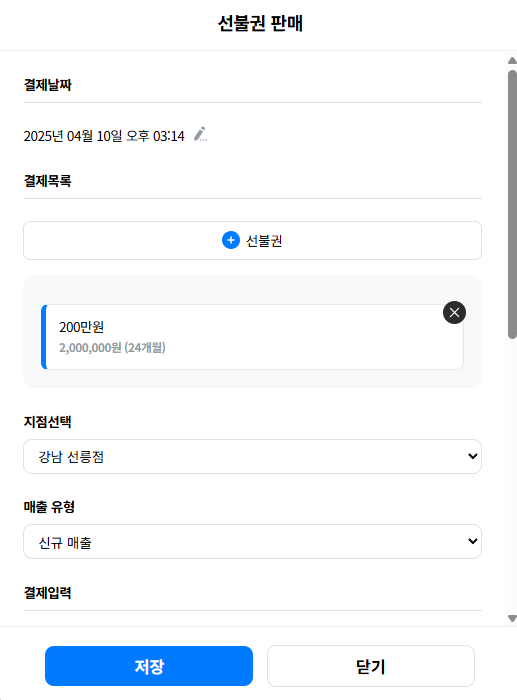 선불권 판매
결제날짜
2025년 04월 10일 오후 03:14
결제목록
선불권
200만원
2,000,000원 (24개월)
지점선택
강남 선릉점
매출 유형
신규 매출
결제입력
저장
닫기